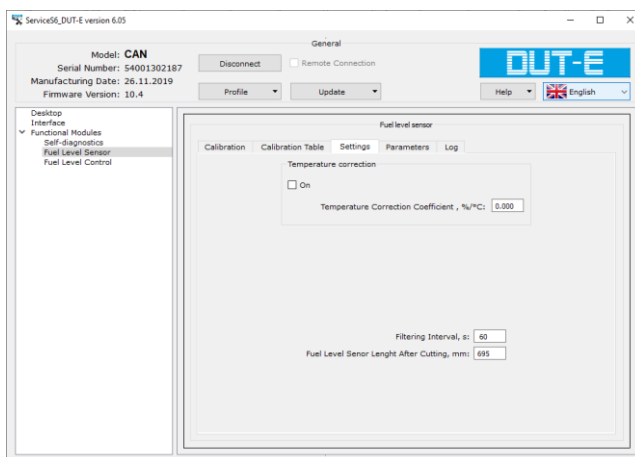 ServiceS6_DUT-E version 6.05
General
Model: CAN
Serial Number: 54001302187
Manufacturing Date: 26.11.2019
Firmware Version: 10.4
Disconnect
Remote Connection
Profile
Update
DUT-E
Help
English
Desktop
Interface
Functional Modules
Self-diagnostics
Fuel Level Sensor
Fuel Level Control
Fuel level sensor
Calibration Calibration Table Settings Parameters Log
Temperature correction
On
Temperature Correction Coefficient , %/°C: 0.000
Filtering Interval, s: 60
Fuel Level Senor Lenght After Cutting, mm: 695